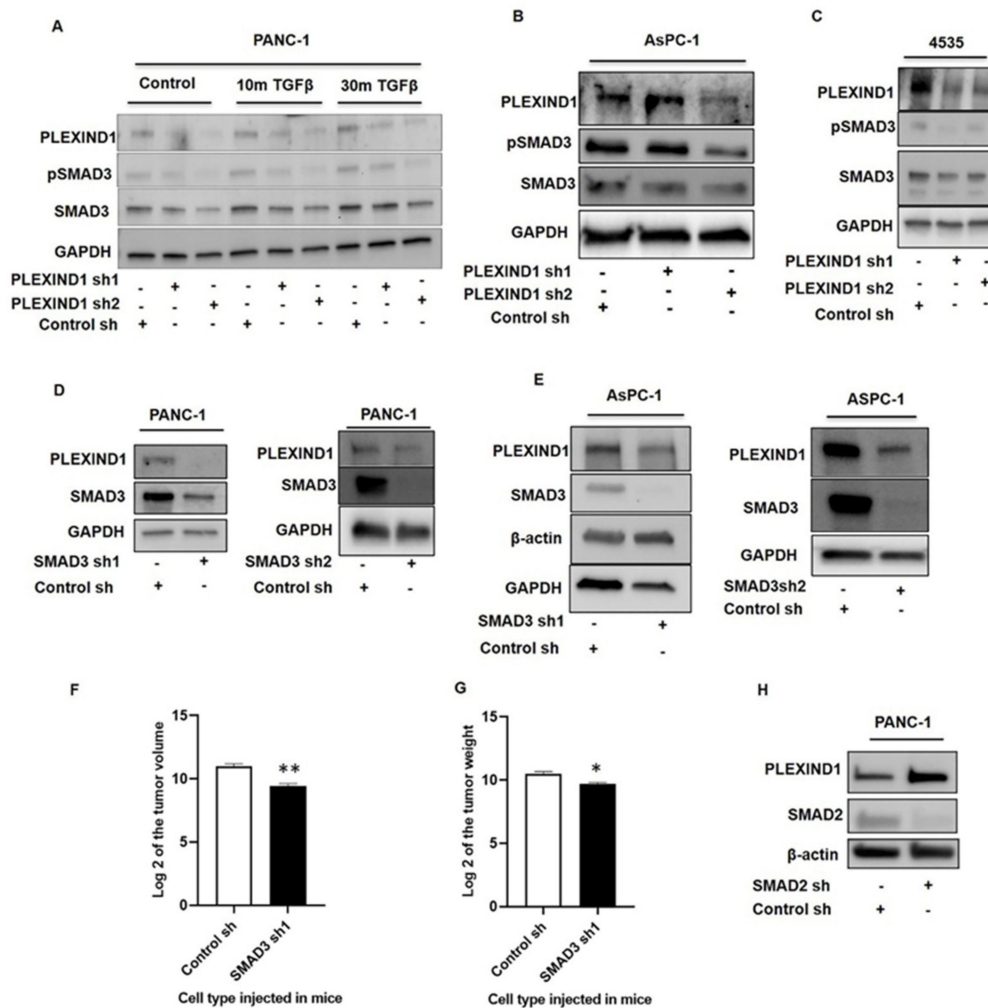 A
PANC-1
Control 10m TGFβ 30m TGFβ
PLEXIND1
pSMAD3
SMAD3
GAPDH
PLEXIND1 sh1 - + - - + - - + -
PLEXIND1 sh2 - - + - - + - - +
Control sh + - - + - - + - -
B
AsPC-1
PLEXIND1
pSMAD3
SMAD3
GAPDH
PLEXIND1 sh1 - + -
PLEXIND1 sh2 - - +
Control sh + - -
C
4535
PLEXIND1
pSMAD3
SMAD3
GAPDH
PLEXIND1 sh1 - + -
PLEXIND1 sh2 - - +
Control sh + - -
D
PANC-1
PLEXIND1
SMAD3
GAPDH
SMAD3 sh1 - +
Control sh + -
PANC-1
PLEXIND1
SMAD3
GAPDH
SMAD3 sh2 - +
Control sh + -
E
AsPC-1
PLEXIND1
SMAD3
β-actin
GAPDH
SMAD3 sh1 - +
Control sh + -
ASPC-1
PLEXIND1
SMAD3
GAPDH
SMAD3sh2 - +
Control sh + -
F
Log 2 of the tumor volume
15
10
5
0
**
Control sh
SMAD3 sh1
Cell type injected in mice
G
Log 2 of the tumor weight
15
10
5
0
*
Control sh
SMAD3 sh1
Cell type injected in mice
H
PANC-1
PLEXIND1
SMAD2
β-actin
SMAD2 sh - +
Control sh + -